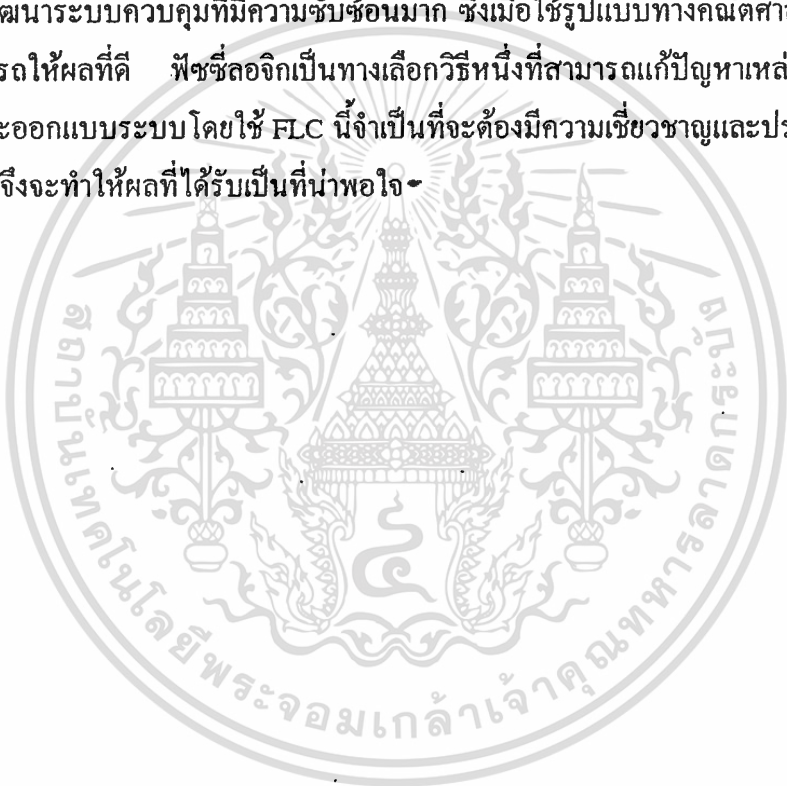 ฒนาระบบควบคุมที่มีความซับซ้อนมาก ซึ่งเมื่อใช้รูปแบบทางคณิตศา
รถให้ผลที่ดี ฟัซซี่ลอจิกเป็นทางเลือกวิธีหนึ่งที่สามารถแก้ปัญหาเหล่
ะออกแบบระบบโดยใช้ FLC นี้จำเป็นที่จะต้องมีความเชี่ยวชาญและปร
จึงจะทำให้ผลที่ได้รับเป็นที่น่าพอใจ
สถาบันเทคโนโลยีพระจอมเกล้าเจ้าคุณทหารลาดกระบัง